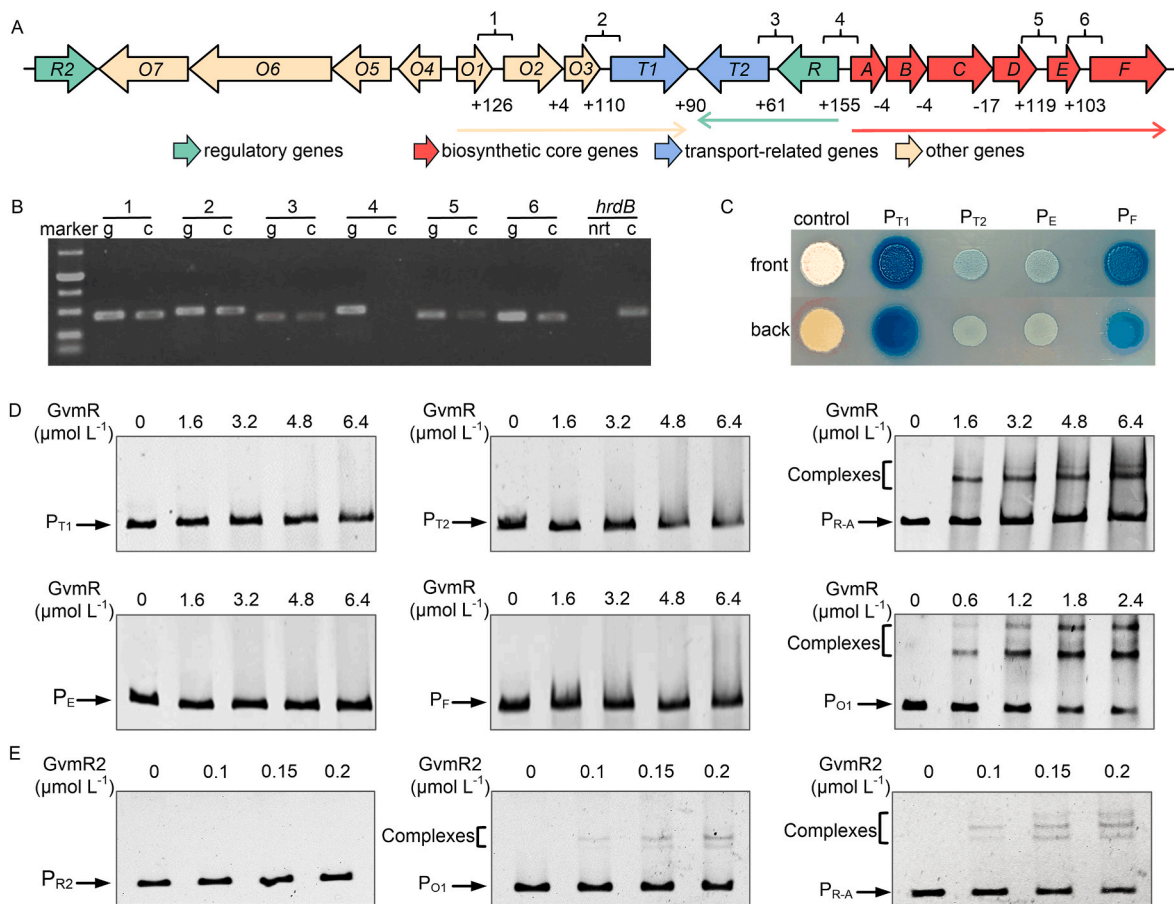 A
1 2 3 4 5 6
R2 O7 O6 O5 O4 O1 O2 O3 T1 T2 R A B C D E F
+126 +4 +110 +90 +61 +155 -4 -4 -17 +119 +103
regulatory genes biosynthetic core genes transport-related genes other genes
B
1 2 3 4 5 6 hrdB
marker g c g c g c g c g c g c nrt c
C
control PT1 PT2 PE PF
front
back
D
GvmR (μmol L-1) 0 1.6 3.2 4.8 6.4
PT1
GvmR (μmol L-1) 0 1.6 3.2 4.8 6.4
PT2
GvmR (μmol L-1) 0 1.6 3.2 4.8 6.4
Complexes
PR-A
GvmR (μmol L-1) 0 1.6 3.2 4.8 6.4
PE
GvmR (μmol L-1) 0 1.6 3.2 4.8 6.4
PF
GvmR (μmol L-1) 0 0.6 1.2 1.8 2.4
Complexes
PO1
E
GvmR2 (μmol L-1) 0 0.1 0.15 0.2
PR2
GvmR2 (μmol L-1) 0 0.1 0.15 0.2
Complexes
PO1
GvmR2 (μmol L-1) 0 0.1 0.15 0.2
Complexes
PR-A